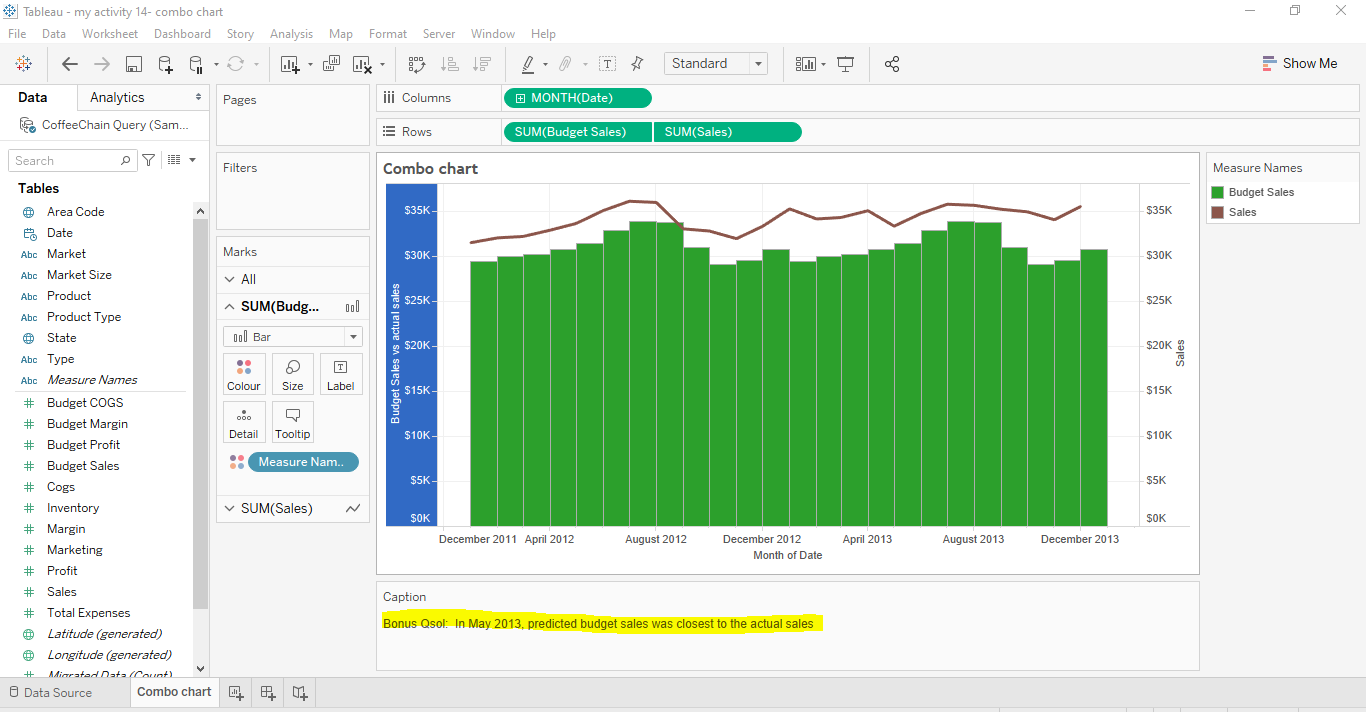 Tableau - my activity 14- combo chart
File Data Worksheet Dashboard Story Analysis Map Format Server Window Help
Standard
Show Me
Data
Analytics
CoffeeChain Query (Sam...
Search
Tables
Area Code
Date
Abc Market
Abc Market Size
Abc Product
Abc Product Type
State
Abc Type
Abc Measure Names
Budget COGS
Budget Margin
Budget Profit
Budget Sales
Cogs
Inventory
Margin
Marketing
Profit
Sales
Total Expenses
Latitude (generated)
Longitude (generated)
Migrated Data (Count)
Pages
Filters
Marks
All
SUM(Budg...
Bar
Colour Size Label
Detail Tooltip
Measure Nam..
SUM(Sales)
Columns
MONTH(Date)
Rows
SUM(Budget Sales) SUM(Sales)
Combo chart
Budget Sales vs actual sales
$35K
$30K
$25K
$20K
$15K
$10K
$5K
$0K
$35K
$30K
$25K
$20K
$15K
$10K
$5K
$0K
Sales
December 2011 April 2012 August 2012 December 2012 April 2013 August 2013 December 2013
Month of Date
Caption
Bonus Qsol: In May 2013, predicted budget sales was closest to the actual sales
Measure Names
Budget Sales
Sales
Data Source
Combo chart